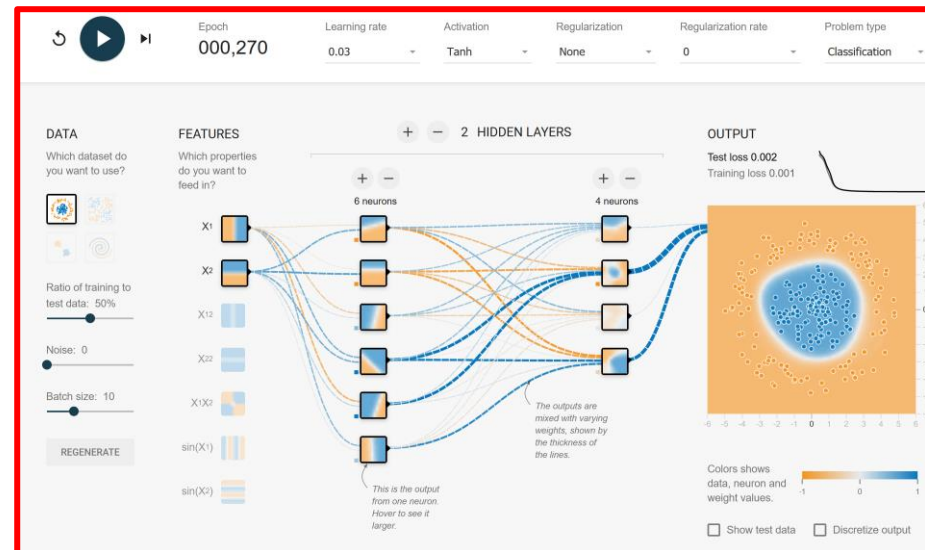 Epoch
000,270
Learning rate
0.03
Activation
Tanh
Regularization
None
Regularization rate
0
Problem type
Classification
DATA
Which dataset do
you want to use?
Ratio of training to
test data: 50%
Noise: 0
Batch size: 10
REGENERATE
FEATURES
Which properties
do you want to
feed in?
X1
X2
X12
X22
X1X2
sin(X1)
sin(X2)
+ − 2 HIDDEN LAYERS
+ −
6 neurons
+ −
4 neurons
This is the output
from one neuron.
Hover to see it
larger.
The outputs are
mixed with varying
weights, shown by
the thickness of
the lines.
OUTPUT
Test loss 0.002
Training loss 0.001
-6 -5 -4 -3 -2 -1 0 1 2 3 4 5 6
Colors shows
data, neuron and
weight values.
-1 0 1
Show test data
Discretize output